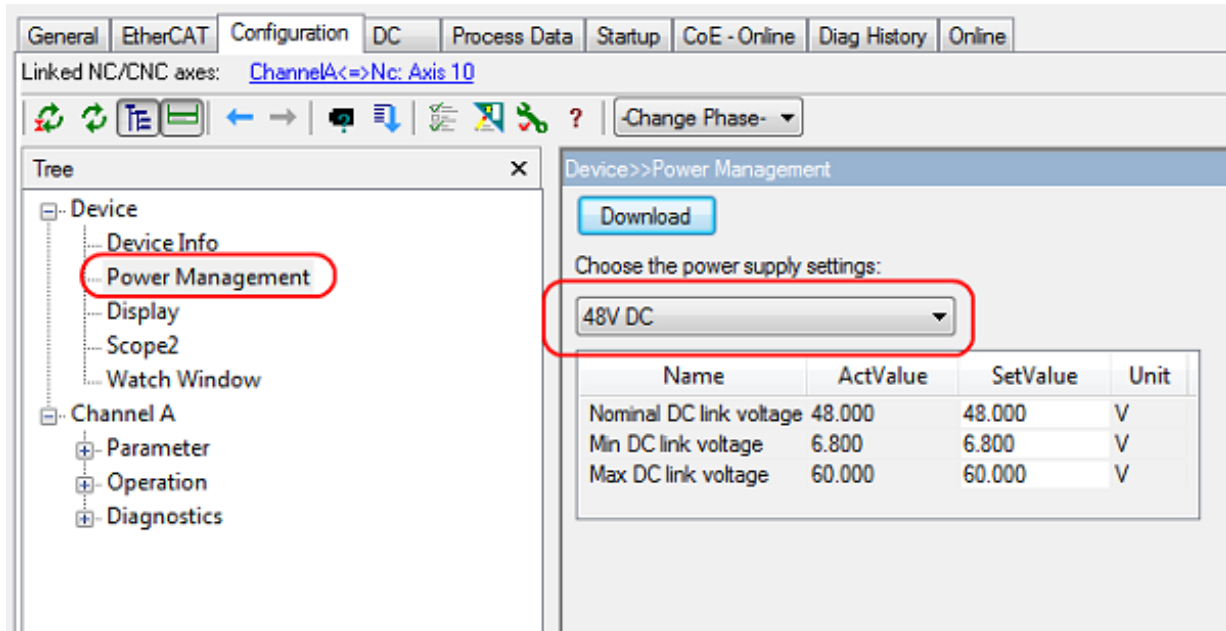 General EtherCAT Configuration DC Process Data Startup CoE - Online Diag History Online
Linked NC/CNC axes: ChannelA<=>Nc: Axis 10
? -Change Phase-
Tree x
Device
Device Info
Power Management
Display
Scope2
Watch Window
Channel A
Parameter
Operation
Diagnostics
Device>>Power Management
Download
Choose the power supply settings:
48V DC
Name ActValue SetValue Unit
Nominal DC link voltage 48.000 48.000 V
Min DC link voltage 6.800 6.800 V
Max DC link voltage 60.000 60.000 V